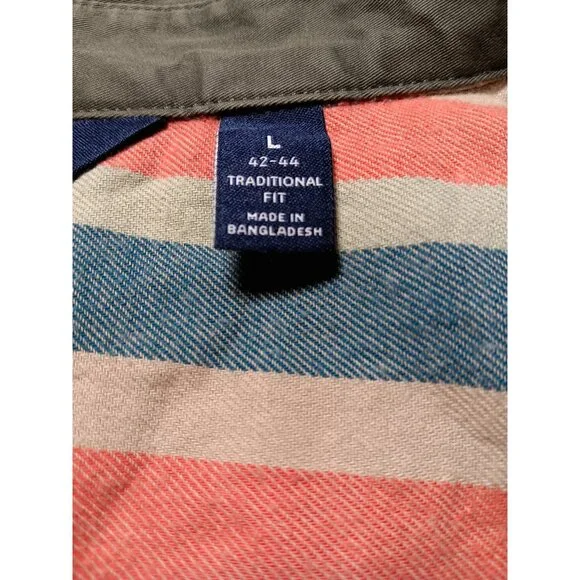 L
42-44
TRADITIONAL
FIT
MADE IN
BANGLADESH